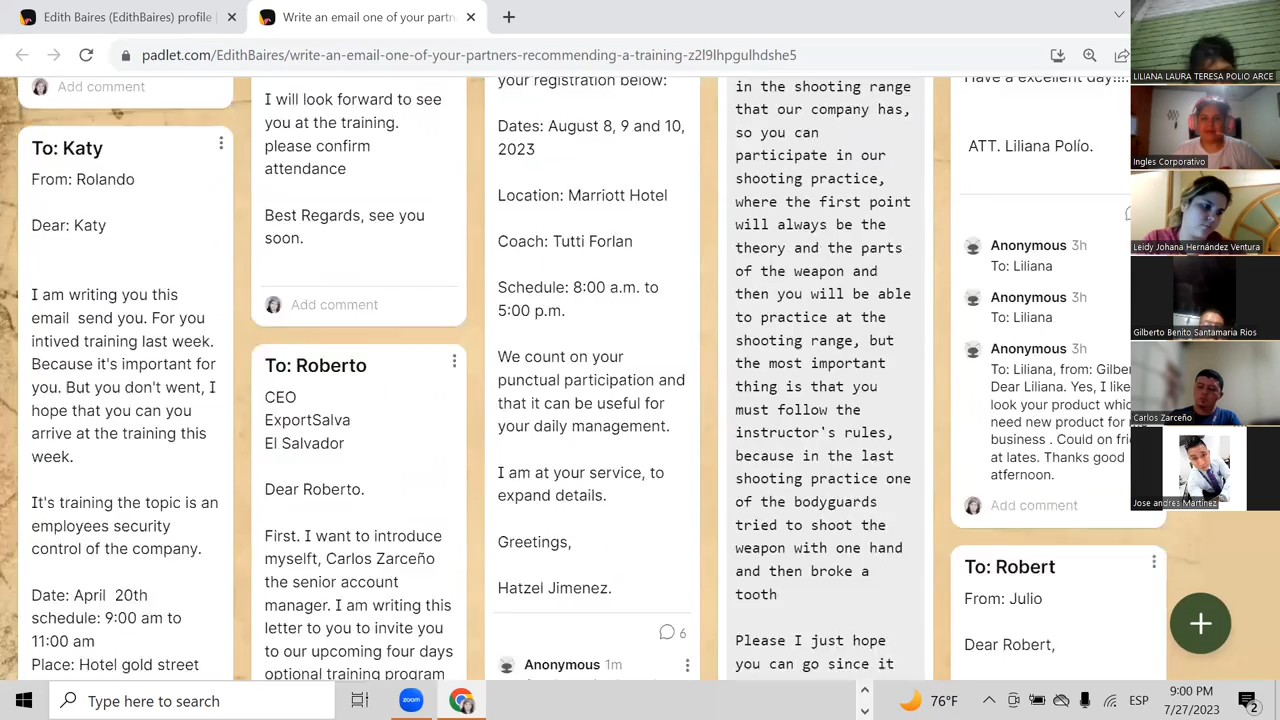 Edith Baires (EdithBaires) profile |
Write an email one of your partn
padlet.com/EdithBaires/write-an-email-one-of-your-partners-recommending-a-training-z2l9lhpgulhdshe5
Add comment
To: Katy
From: Rolando
Dear: Katy
I am writing you this
email send you. For you
intived training last week.
Because it's important for
you. But you don't went, I
hope that you can you
arrive at the training this
week.
It's training the topic is an
employees security
control of the company.
Date: April 20th
schedule: 9:00 am to
11:00 am
Place: Hotel gold street
I will look forward to see
you at the training.
please confirm
attendance
Best Regards, see you
soon.
Add comment
To: Roberto
CEO
ExportSalva
El Salvador
Dear Roberto.
First. I want to introduce
myselft, Carlos Zarceño
the senior account
manager. I am writing this
letter to you to invite you
to our upcoming four days
optional training program
your registration below:
Dates: August 8, 9 and 10,
2023
Location: Marriott Hotel
Coach: Tutti Forlan
Schedule: 8:00 a.m. to
5:00 p.m.
We count on your
punctual participation and
that it can be useful for
your daily management.
I am at your service, to
expand details.
Greetings,
Hatzel Jimenez.
6
Anonymous 1m
in the shooting range
that our company has,
so you can
participate in our
shooting practice,
where the first point
will always be the
theory and the parts
of the weapon and
then you will be able
to practice at the
shooting range, but
the most important
thing is that you
must follow the
instructor's rules,
because in the last
shooting practice one
of the bodyguards
tried to shoot the
weapon with one hand
and then broke a
tooth
Please I just hope
you can go since it
Have a excellent day!!!!
ATT. Liliana Polío.
Anonymous 3h
To: Liliana
Anonymous 3h
To: Liliana
Anonymous 3h
To: Liliana, from: Gilbe
Dear Liliana. Yes, I like
look your product whic
need new product for
business . Could on fri
at lates. Thanks good
atfernoon.
Add comment
To: Robert
From: Julio
Dear Robert,
LILIANA LAURA TERESA POLIO ARCE
Ingles Corporativo
Leidy Johana Hernández Ventura
Gilberto Benito Santamaria Rios
Carlos Zarceño
Jose andres Martinez
Type here to search
zoom
76°F
ESP
9:00 PM
7/27/2023
2